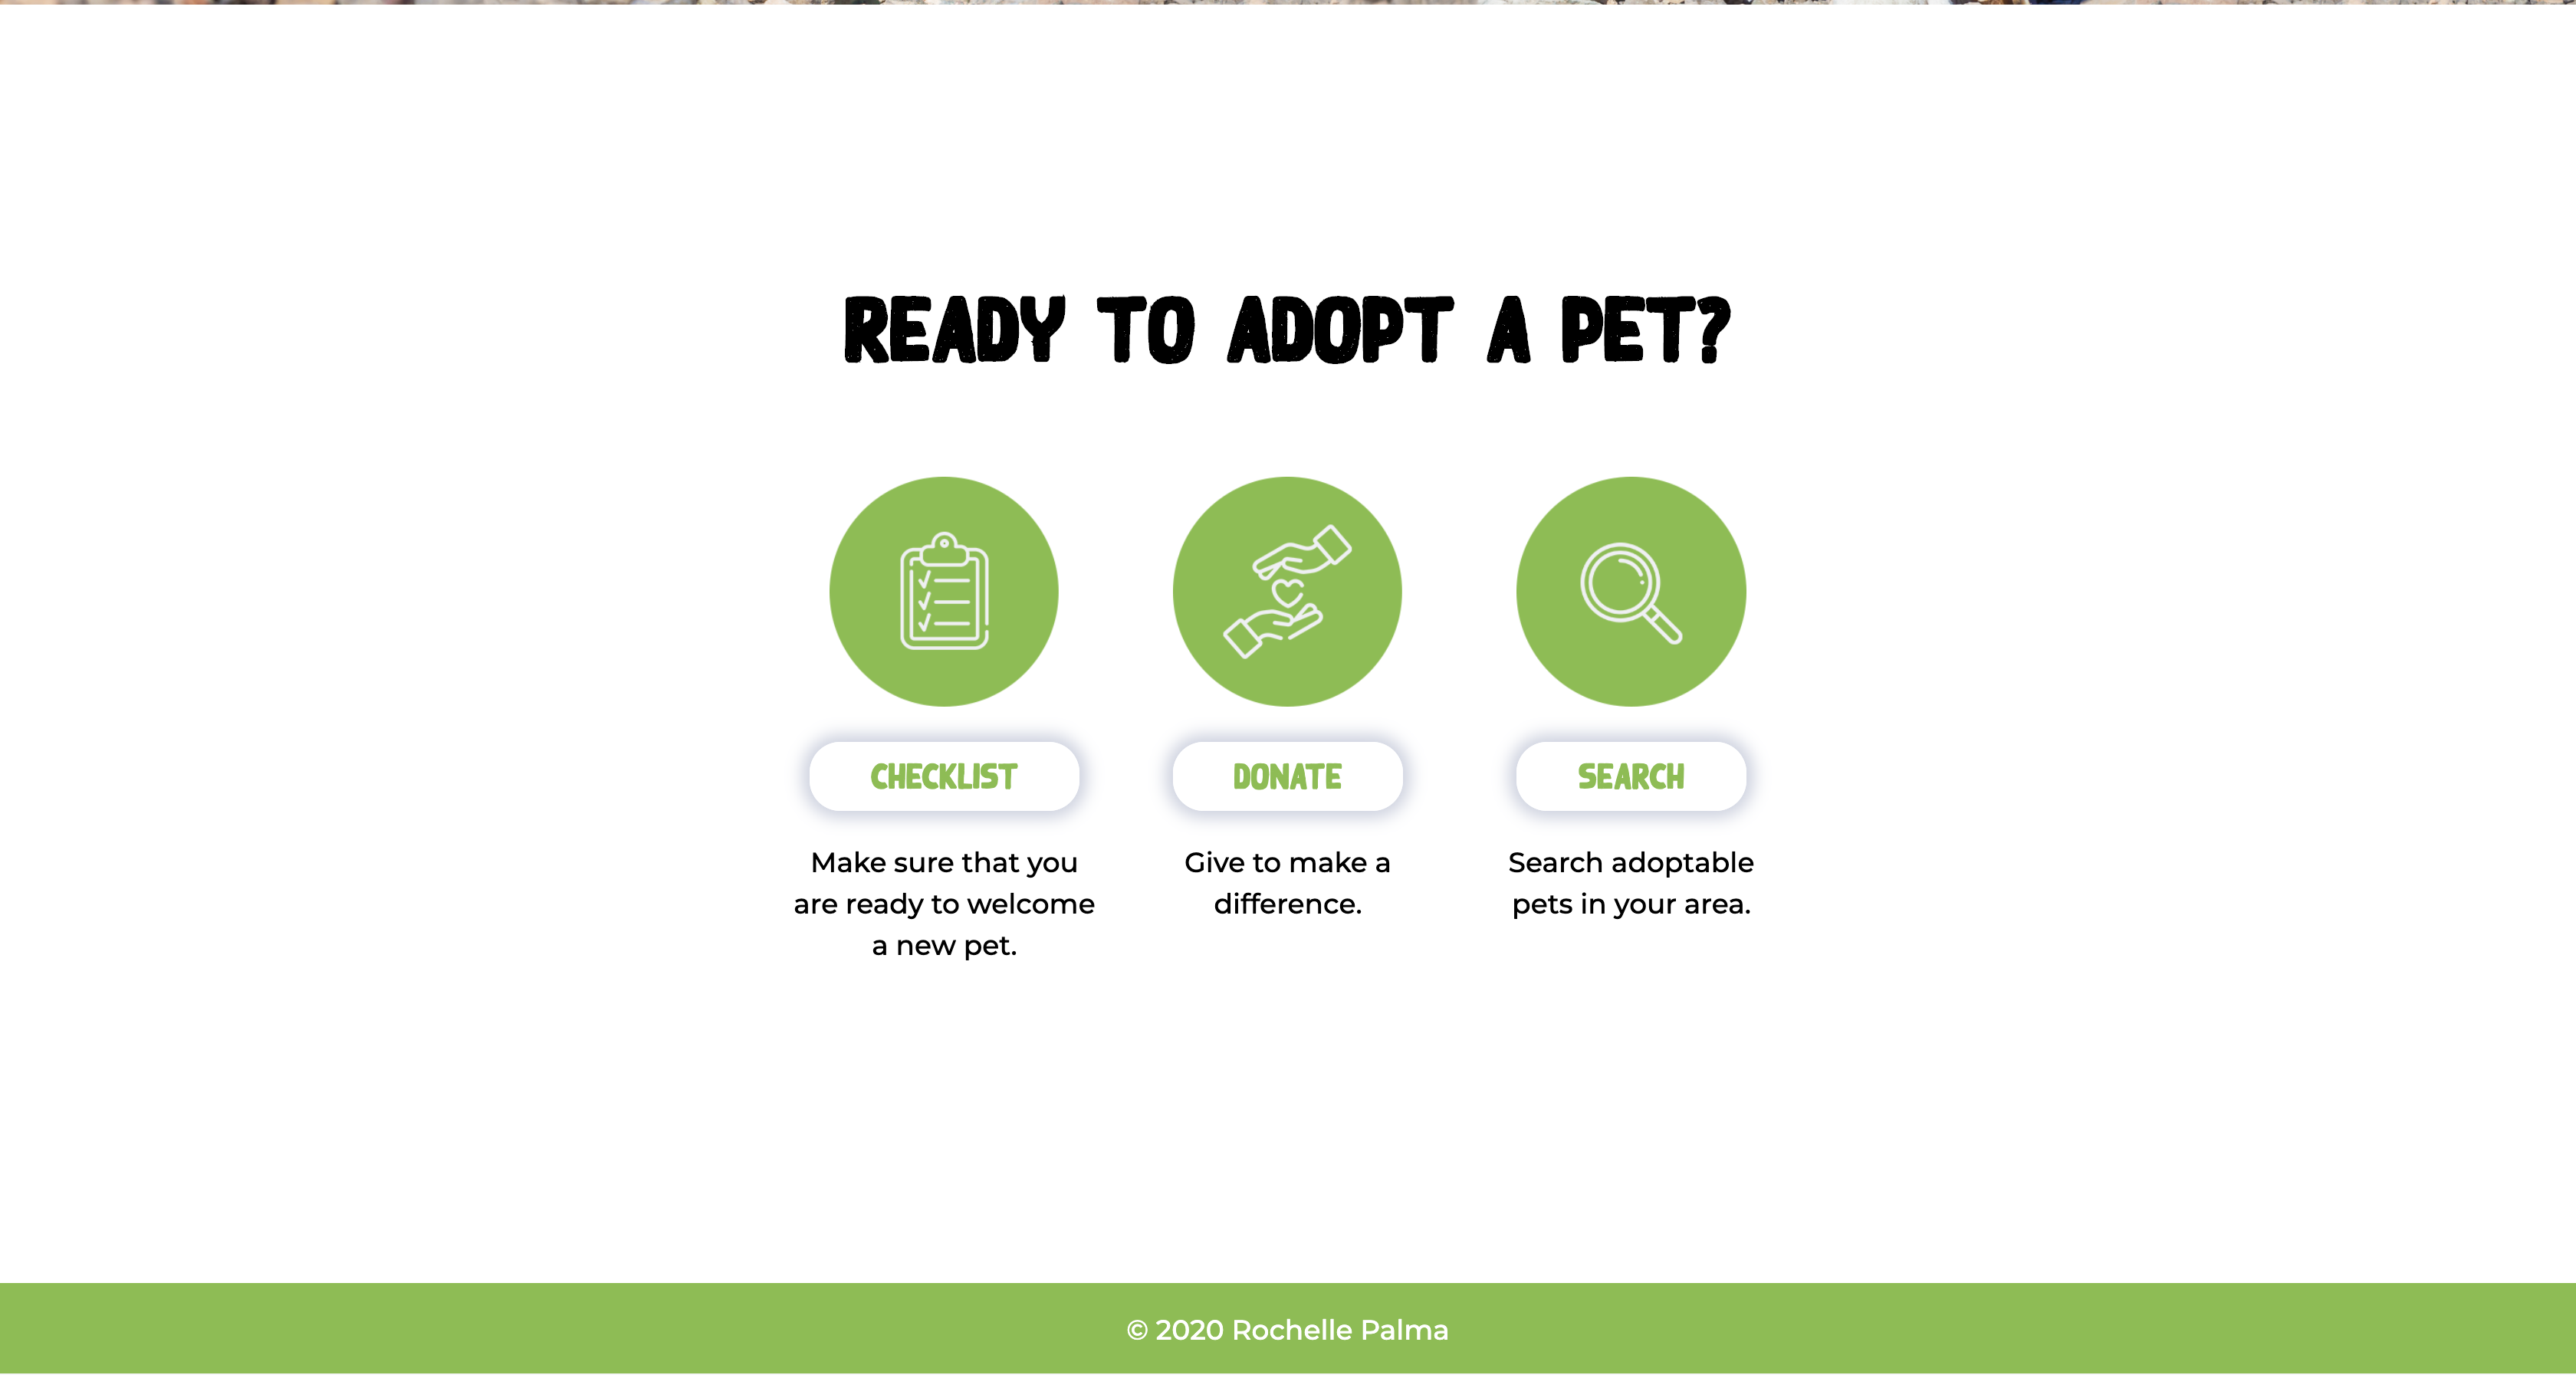 READY TO ADOPT A PET?
CHECKLIST
Make sure that you
are ready to welcome
a new pet.
DONATE
Give to make a
difference.
SEARCH
Search adoptable
pets in your area.
© 2020 Rochelle Palma